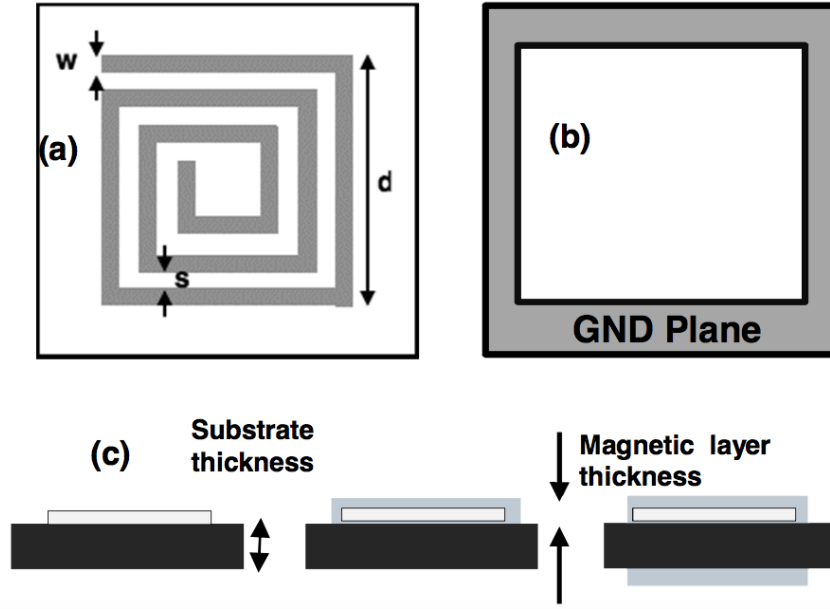 w
(a)
d
s
(b)
GND Plane
(c)
Substrate
thickness
Magnetic layer
thickness